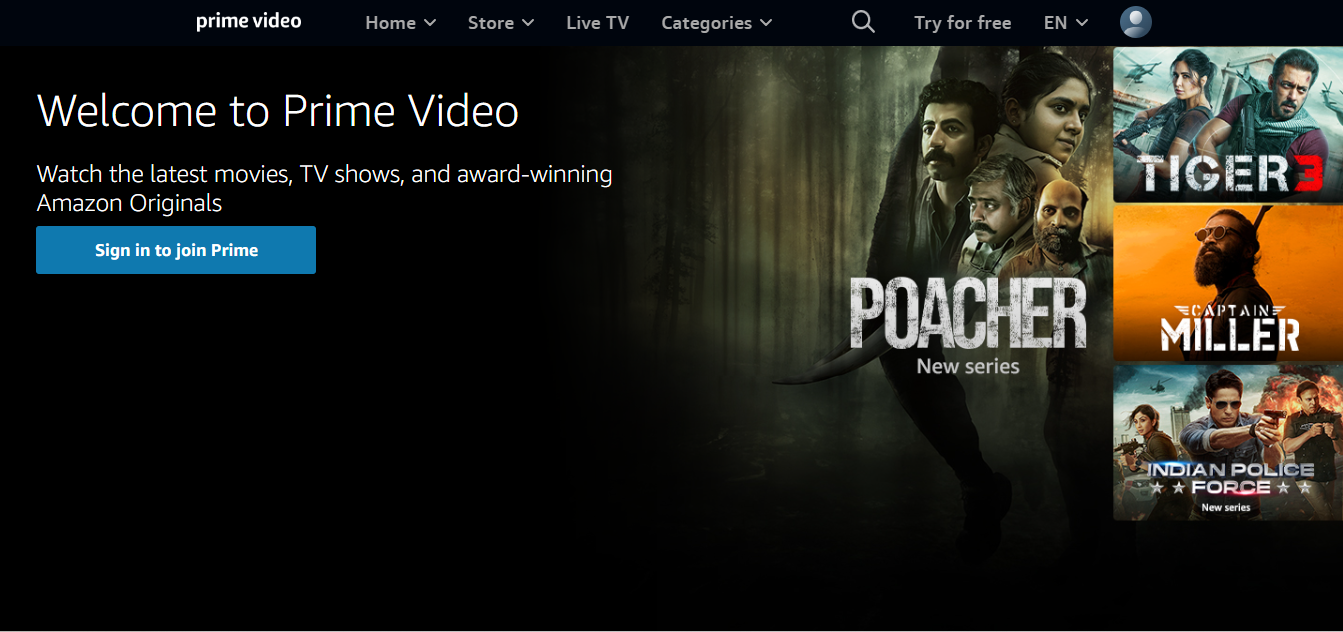 prime video
Home
Store
Live TV
Categories
Try for free
EN
Welcome to Prime Video
Watch the latest movies, TV shows, and award-winning
Amazon Originals
Sign in to join Prime
POACHER
New series
TIGER 3
CAPTAIN
MILLER
INDIAN POLICE
FORCE
New series